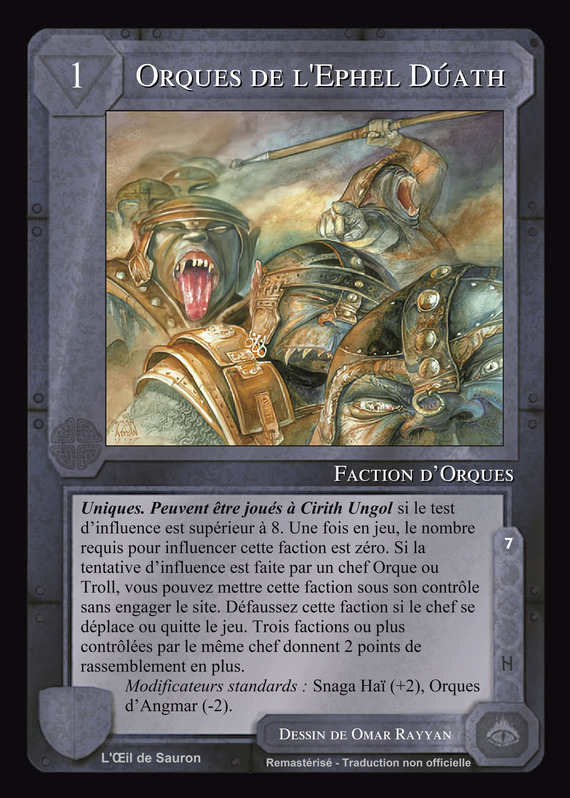 1
ORQUES DE L'EPHEL DÚATH
FACTION D'ORQUES
Uniques. Peuvent être joués à Cirith Ungol si le test
d'influence est supérieur à 8. Une fois en jeu, le nombre
requis pour influencer cette faction est zéro. Si la
tentative d'influence est faite par un chef Orque ou
Troll, vous pouvez mettre cette faction sous son contrôle
sans engager le site. Défaussez cette faction si le chef se
déplace ou quitte le jeu. Trois factions ou plus
contrôlées par le même chef donnent 2 points de
rassemblement en plus.
Modificateurs standards : Snaga Haï (+2), Orques
d'Angmar (-2).
7
DESSIN DE OMAR RAYYAN
L'Œil de Sauron
Remastérisé - Traduction non officielle